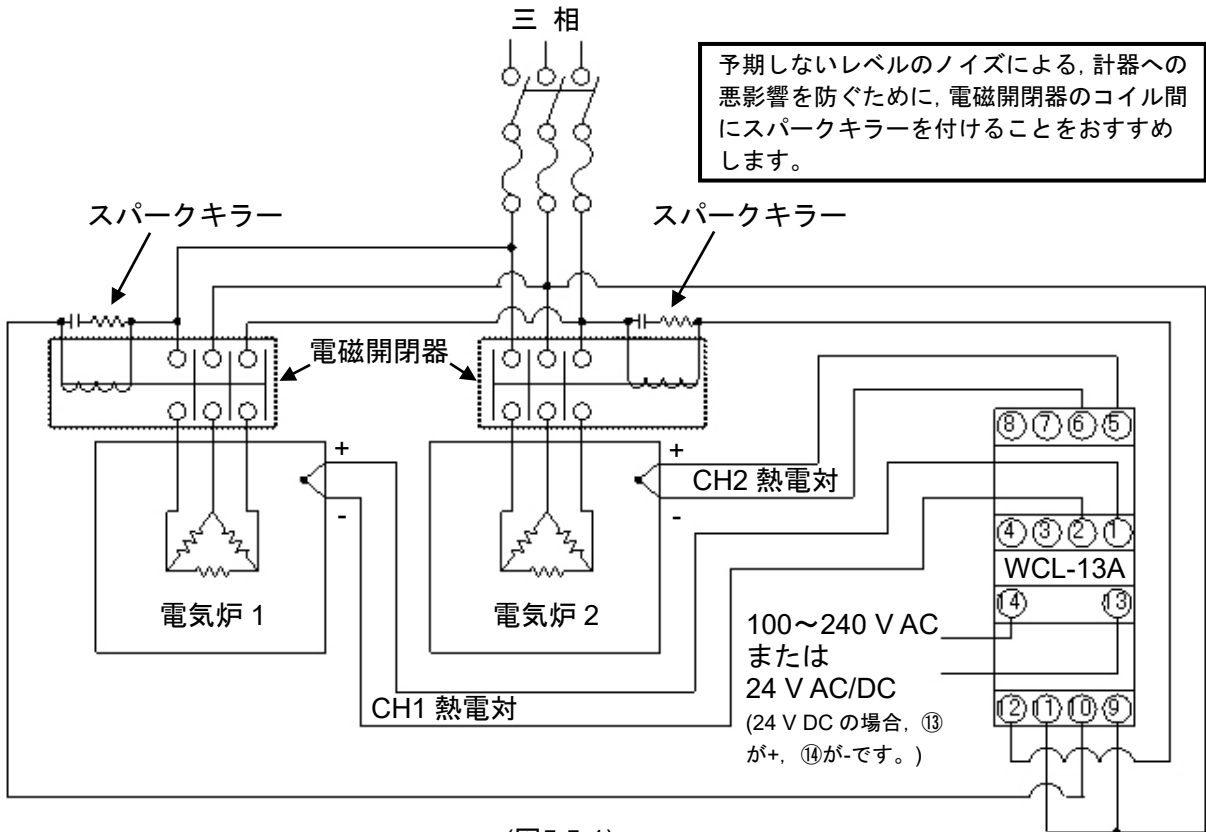 三 相
予期しないレベルのノイズによる, 計器への
悪影響を防ぐために, 電磁開閉器のコイル間
にスパークキラーを付けることをおすすめ
します。
スパークキラー
スパークキラー
電磁開閉器
⑧⑦⑥⑤
+
+
CH2 熱電対
-
-
④③②①
WCL-13A
⑭ ⑬
電気炉 1
電気炉 2
100~240 V AC
または
24 V AC/DC
(24 V DC の場合, ⑬
が+, ⑭が-です。)
CH1 熱電対
⑫⑪⑩⑨